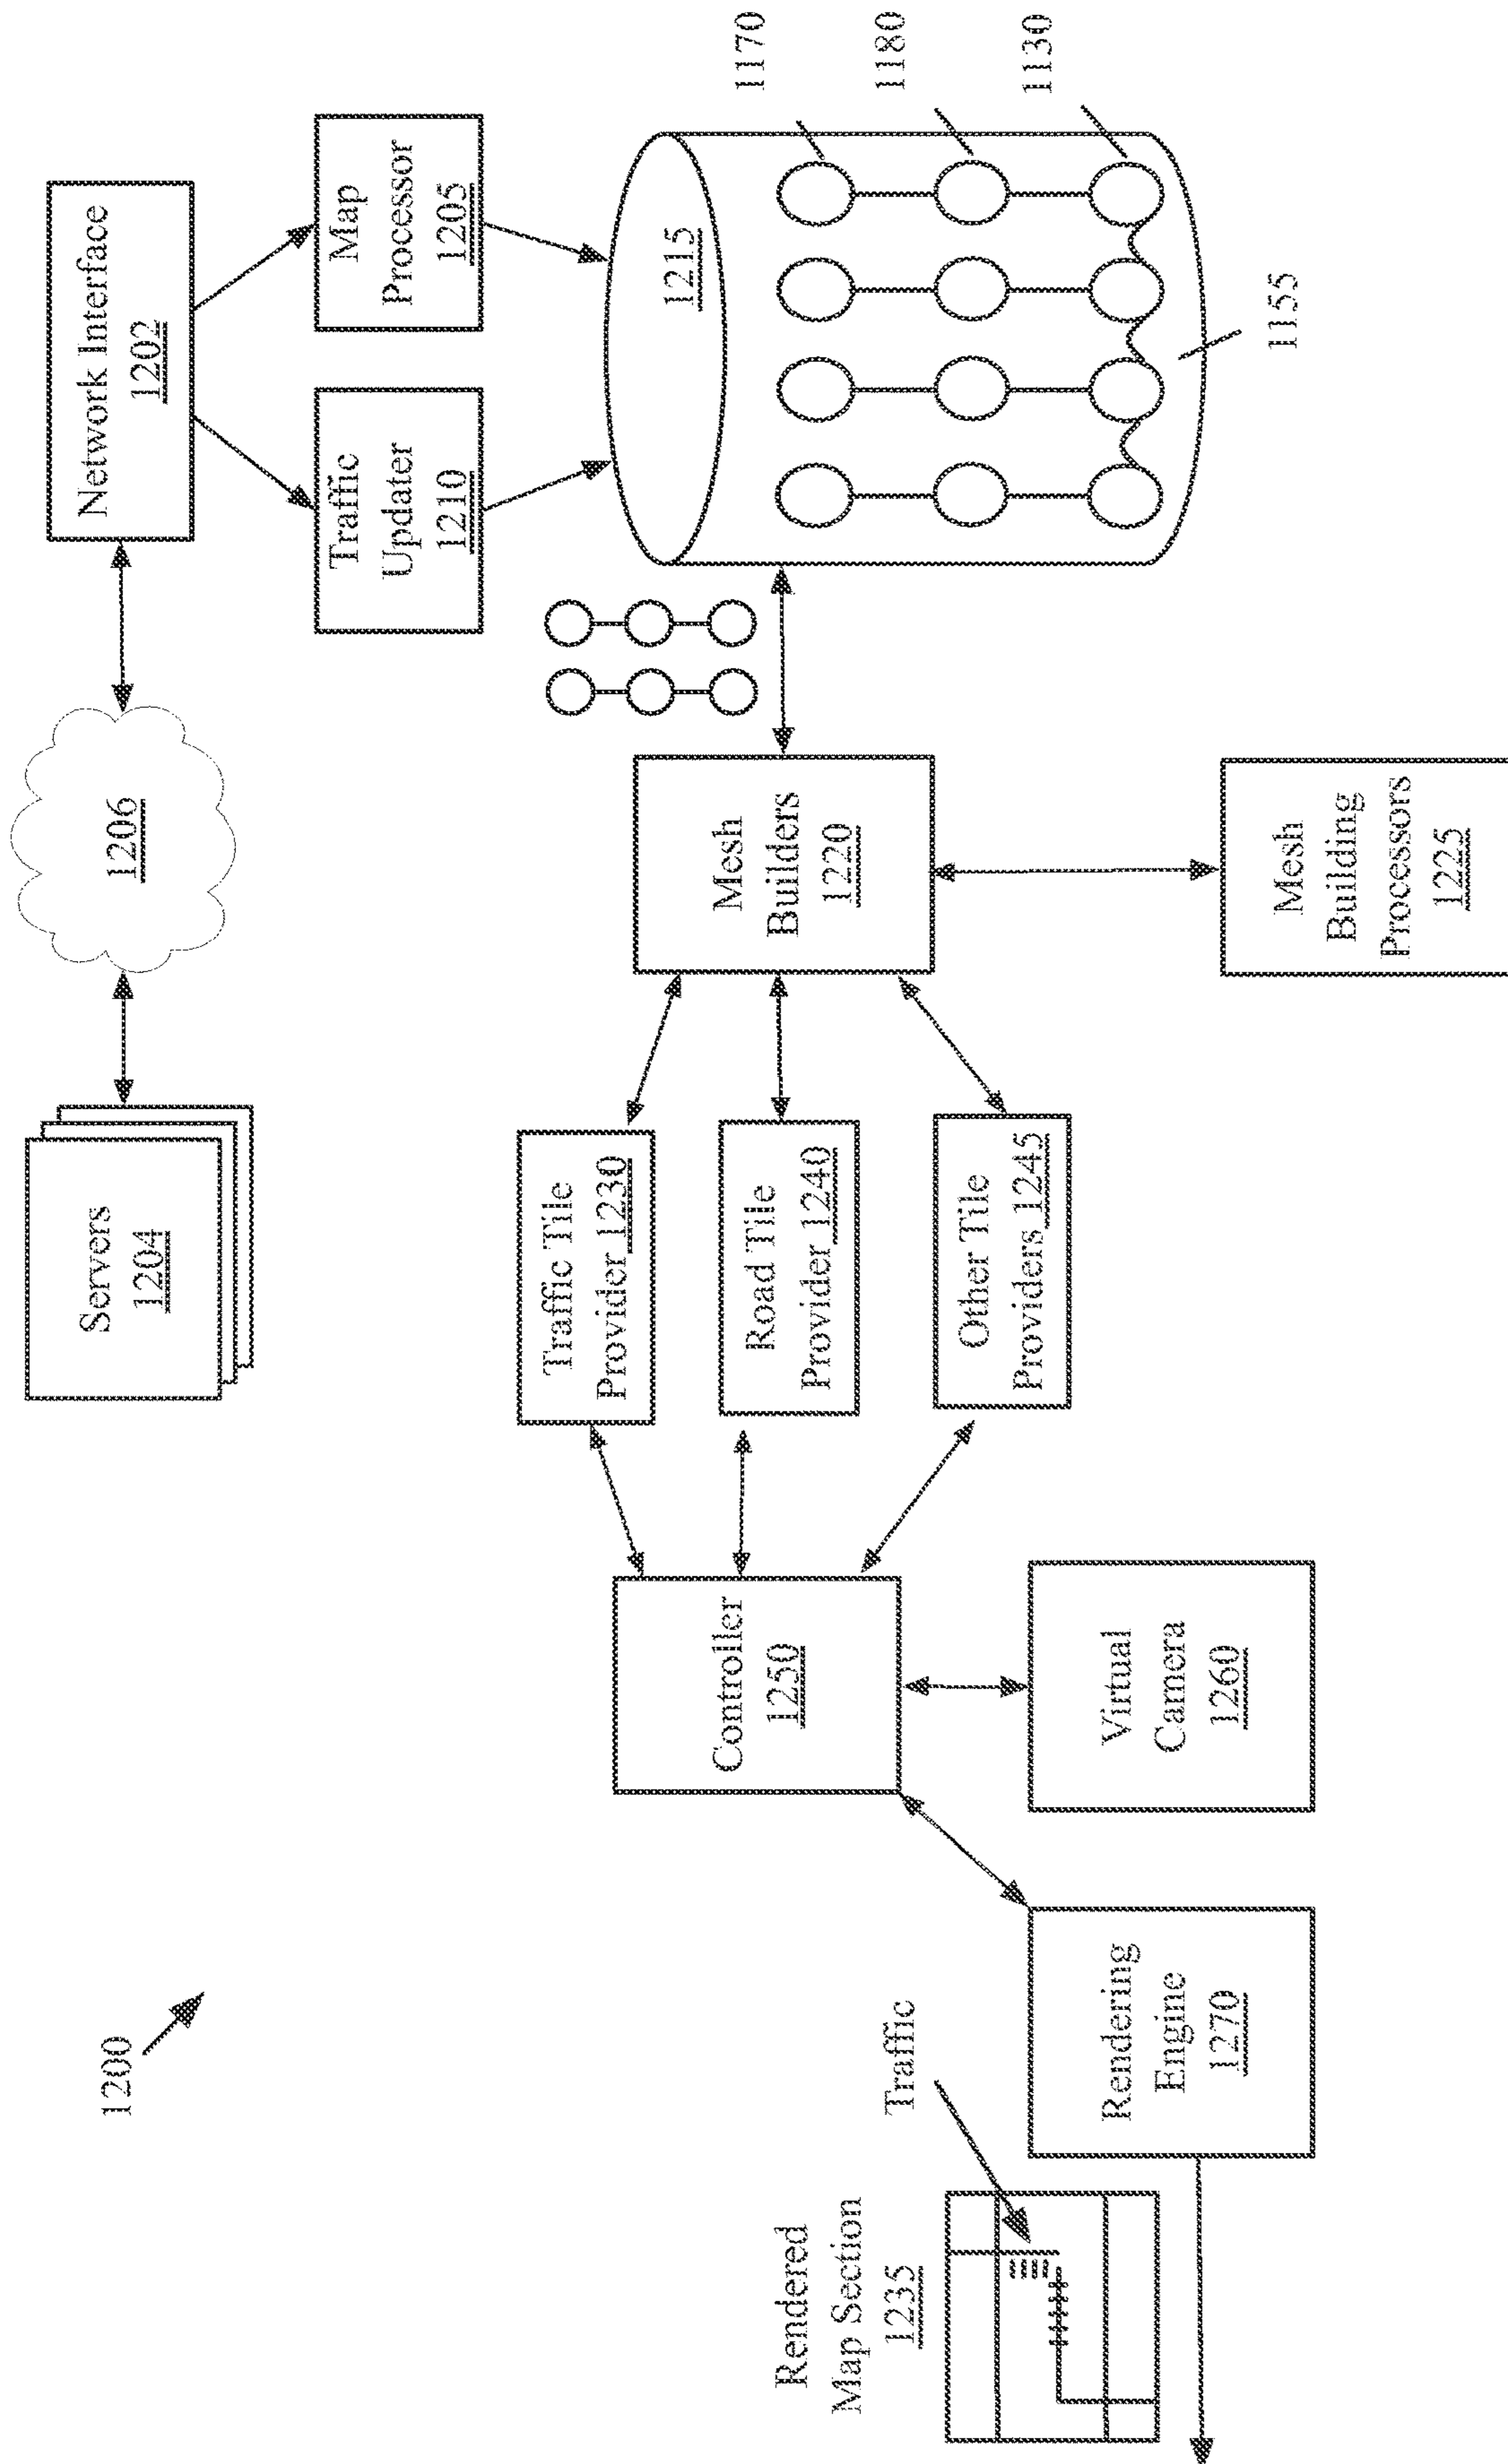 1200
Servers
1204
1206
Network Interface
1202
Traffic
Updater
1210
Map
Processor
1205
1215
1170
1180
1130
1155
Mesh
Builders
1220
Mesh
Building
Processors
1225
Traffic Tile
Provider 1230
Road Tile
Provider 1240
Other Tile
Providers 1245
Controller
1250
Virtual
Camera
1260
Rendering
Engine
1270
Traffic
Rendered
Map Section
1235